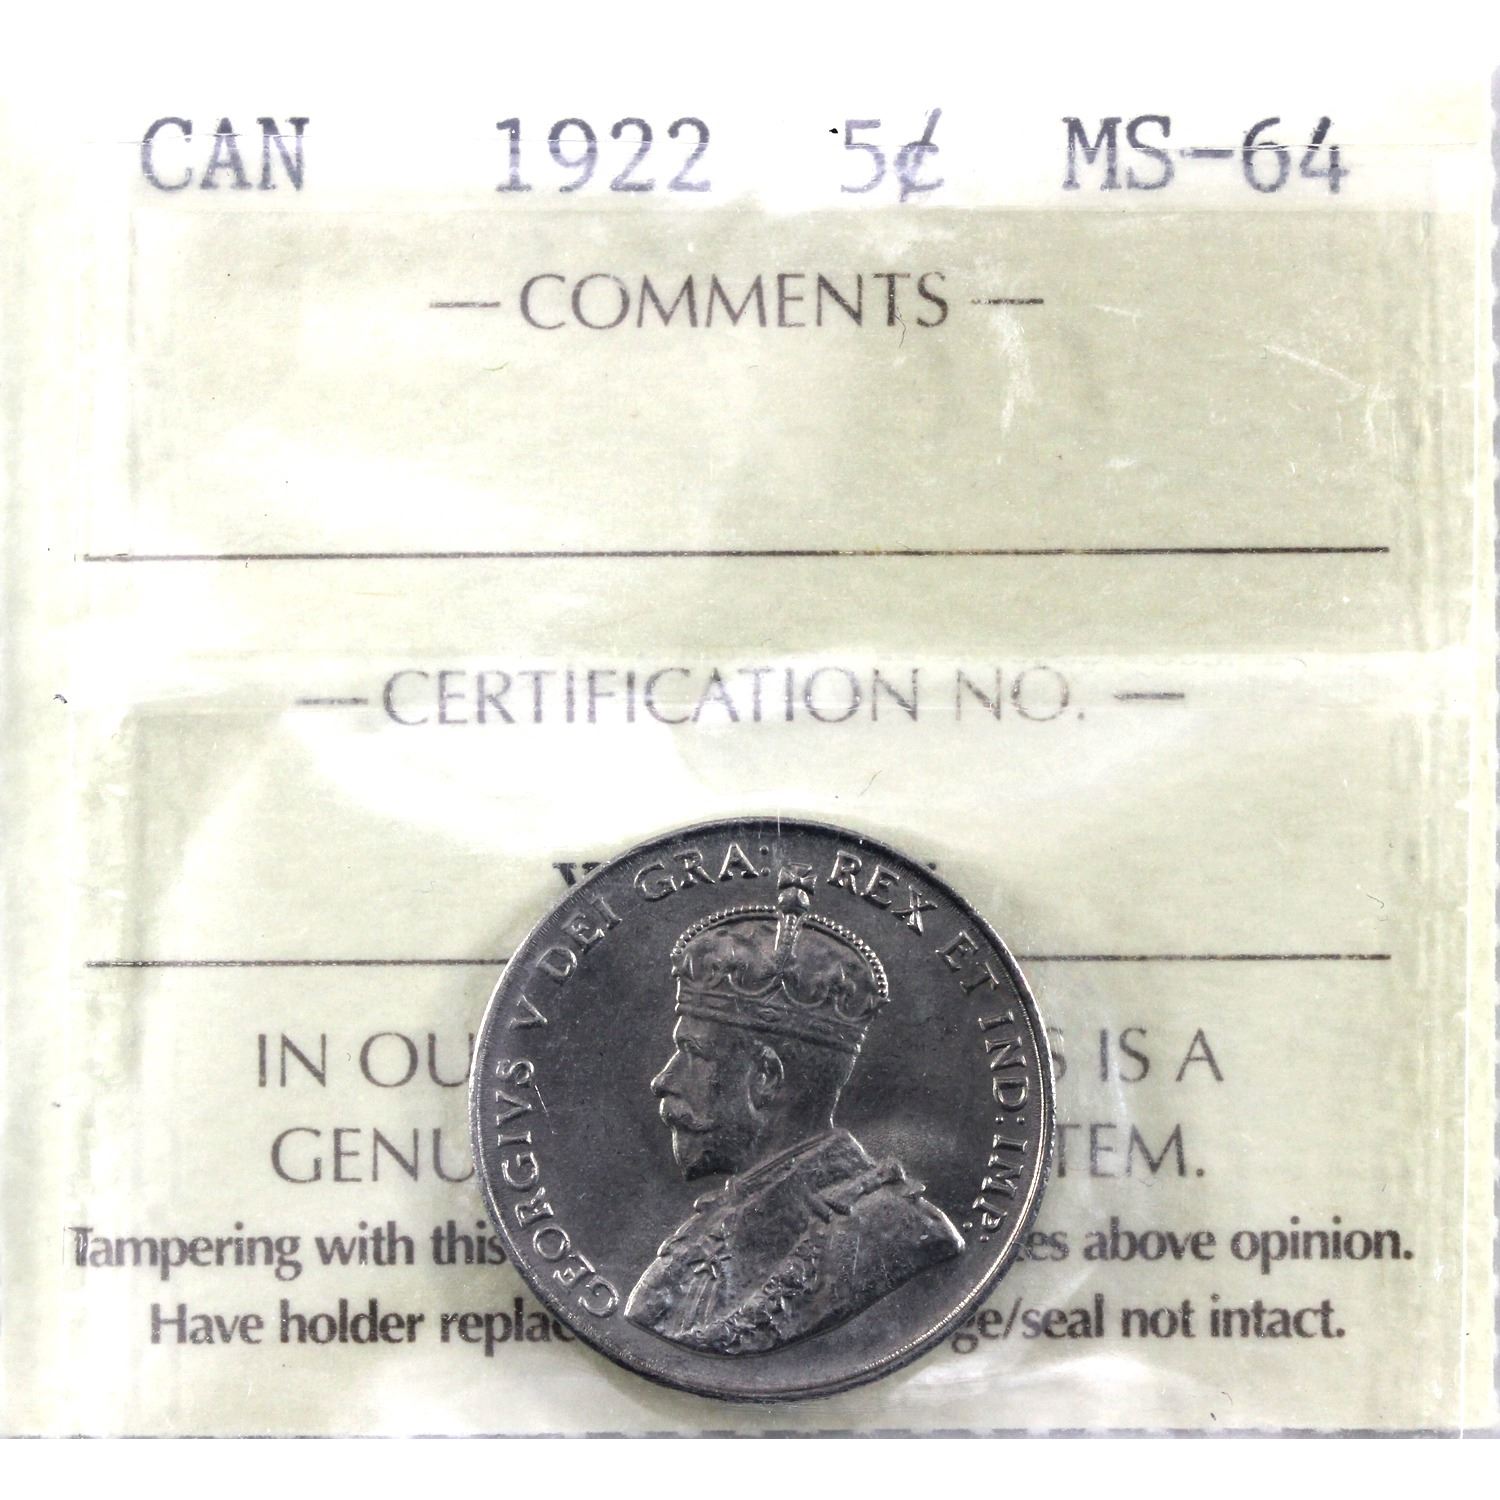 CAN 1922 5¢ MS-64
— COMMENTS —
— CERTIFICATION NO. —
GEORGIVS V DEI GRA: REX ET IND: IMP:
IN OU S IS A
GENU TEM.
Tampering with this es above opinion.
Have holder replac ge/seal not intact.